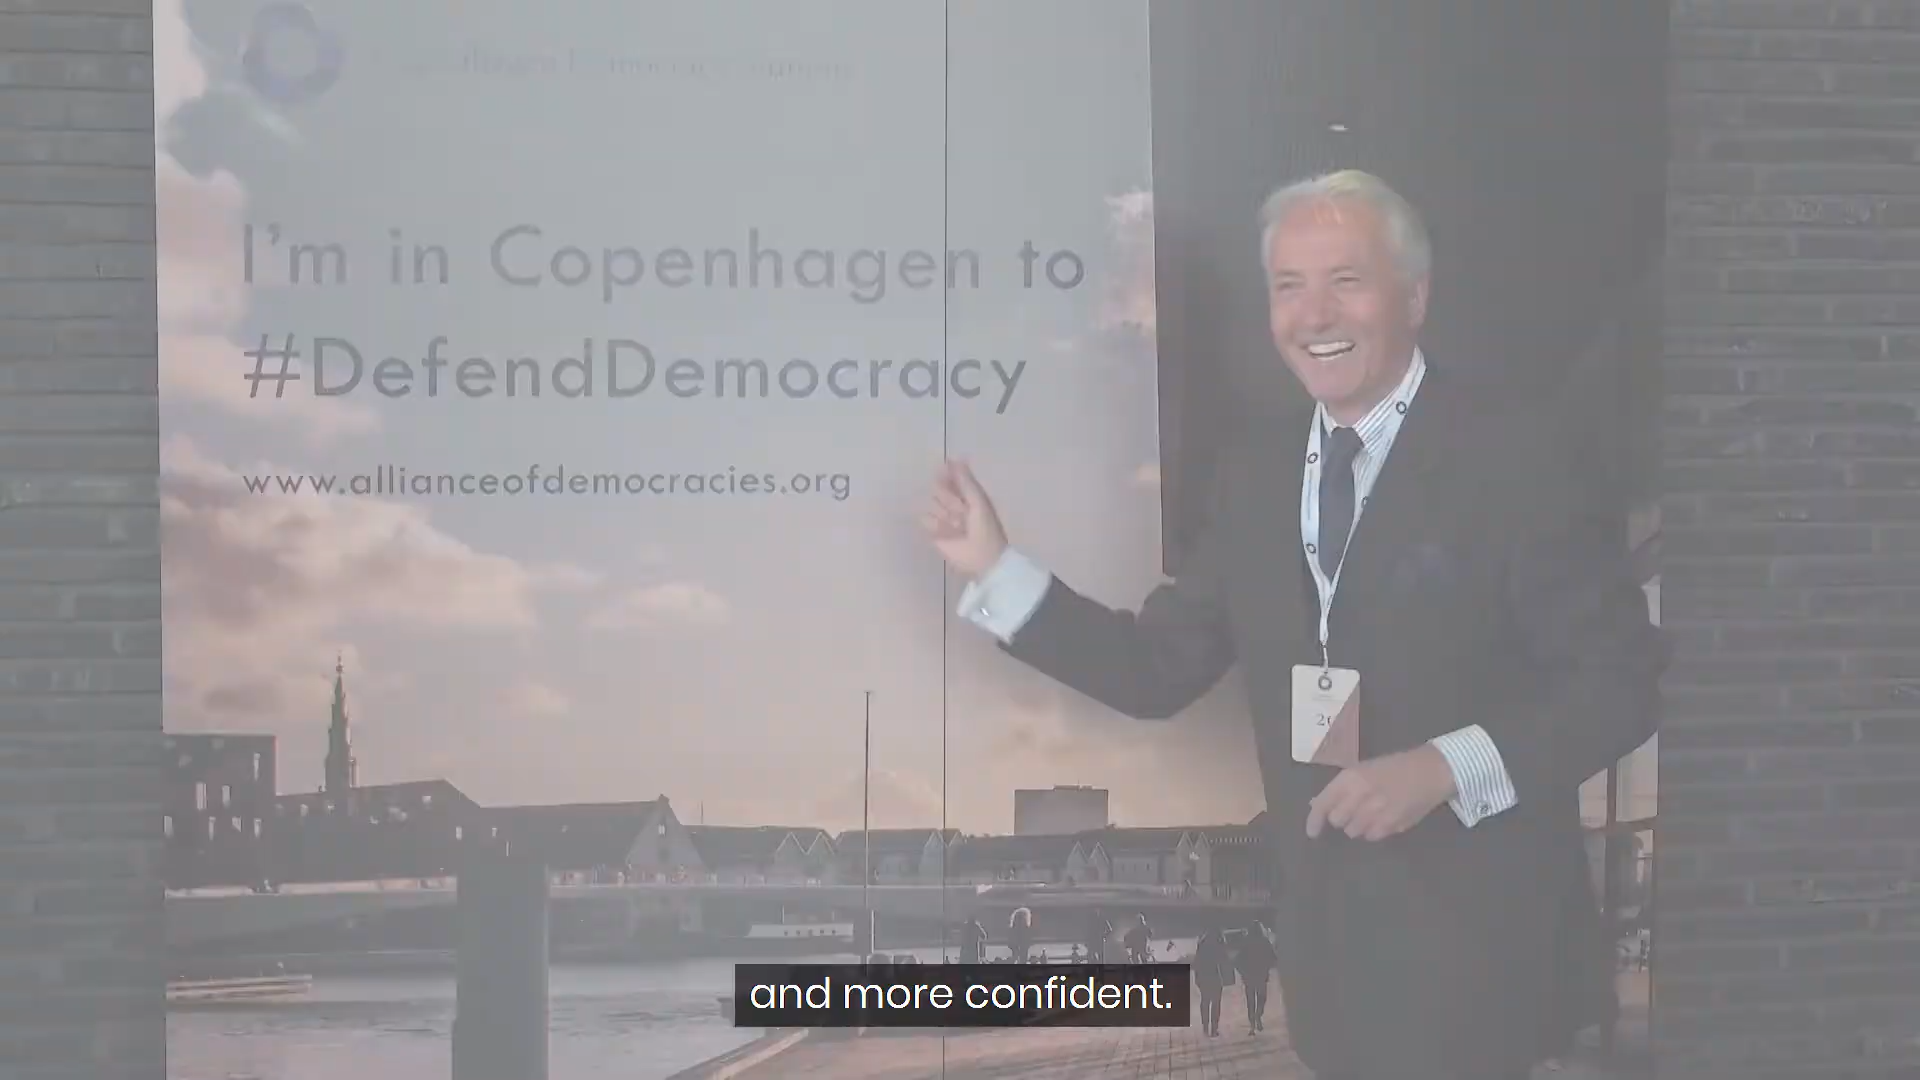 I'm in Copenhagen to
#DefendDemocracy
www.allianceofdemocracies.org
and more confident.